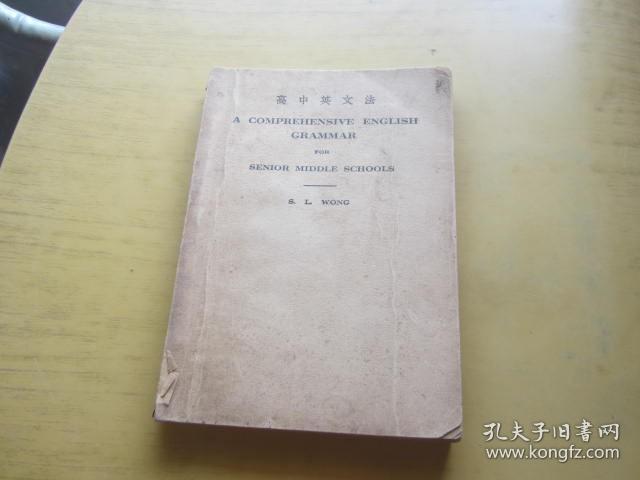 高中英文法
A COMPREHENSIVE ENGLISH
GRAMMAR
FOR
SENIOR MIDDLE SCHOOLS
S. L. WONG
孔夫子旧书网
www.kongfz.com